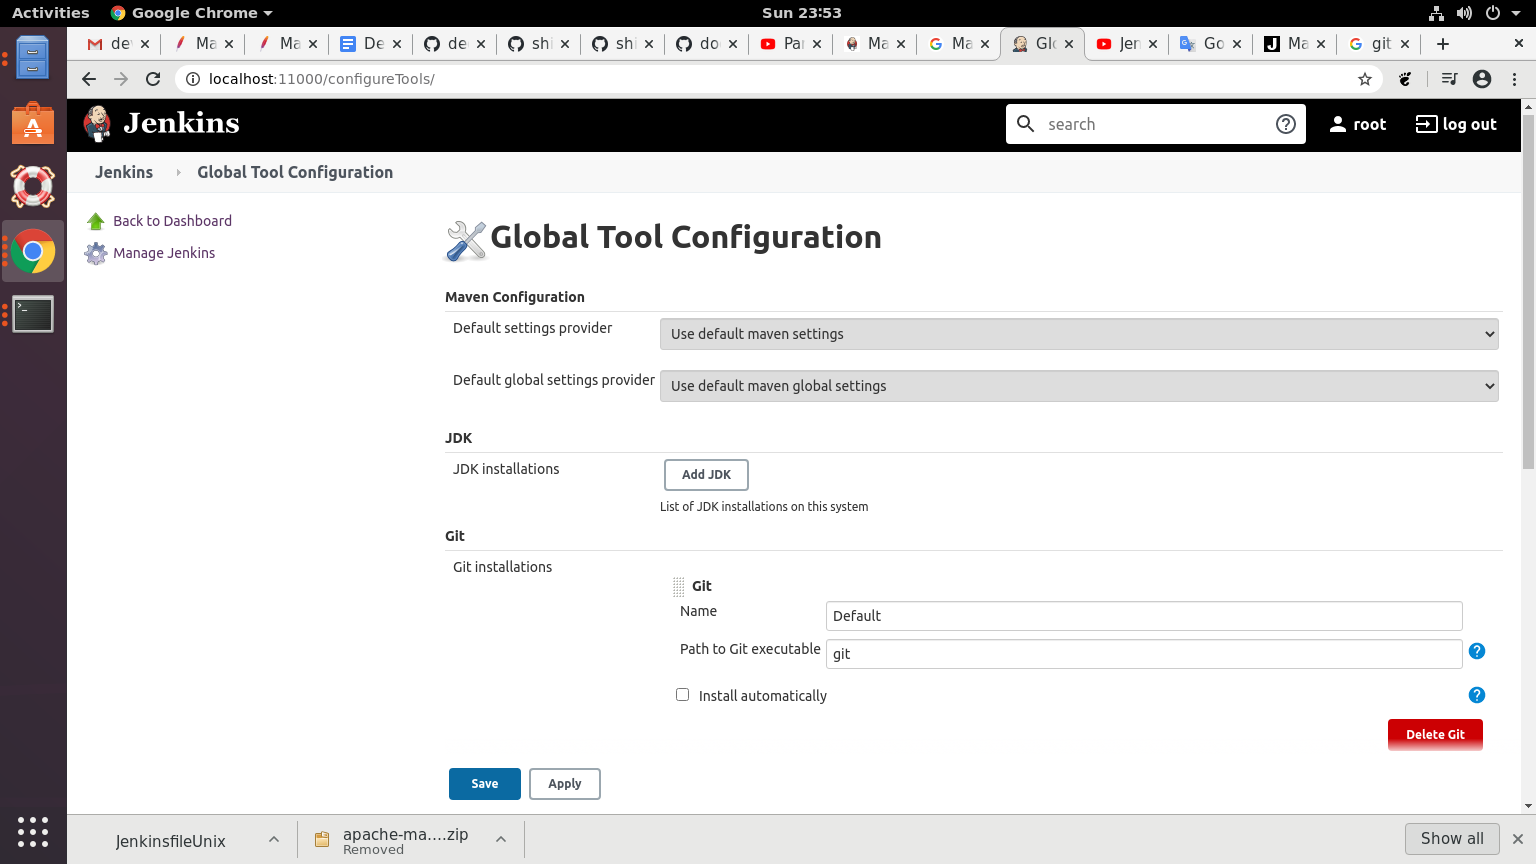 Activities Google Chrome Sun 23:53
de Ma Ma De de shi shi do Par Ma Ma Glo Jen Go Ma git
localhost:11000/configureTools/
Jenkins search root log out
Jenkins Global Tool Configuration
Back to Dashboard
Manage Jenkins
Global Tool Configuration
Maven Configuration
Default settings provider Use default maven settings
Default global settings provider Use default maven global settings
JDK
JDK installations Add JDK
List of JDK installations on this system
Git
Git installations
Git
Name Default
Path to Git executable git
Install automatically
Delete Git
Save Apply
JenkinsfileUnix apache-ma....zip Show all
Removed